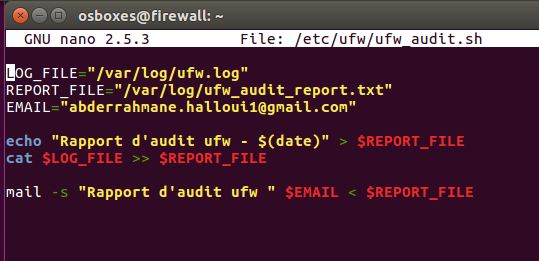 osboxes@firewall: ~
GNU nano 2.5.3 File: /etc/ufw/ufw_audit.sh
LOG_FILE="/var/log/ufw.log"
REPORT_FILE="/var/log/ufw_audit_report.txt"
EMAIL="abderrahmane.halloui1@gmail.com"
echo "Rapport d'audit ufw - $(date)" > $REPORT_FILE
cat $LOG_FILE >> $REPORT_FILE
mail -s "Rapport d'audit ufw " $EMAIL < $REPORT_FILE